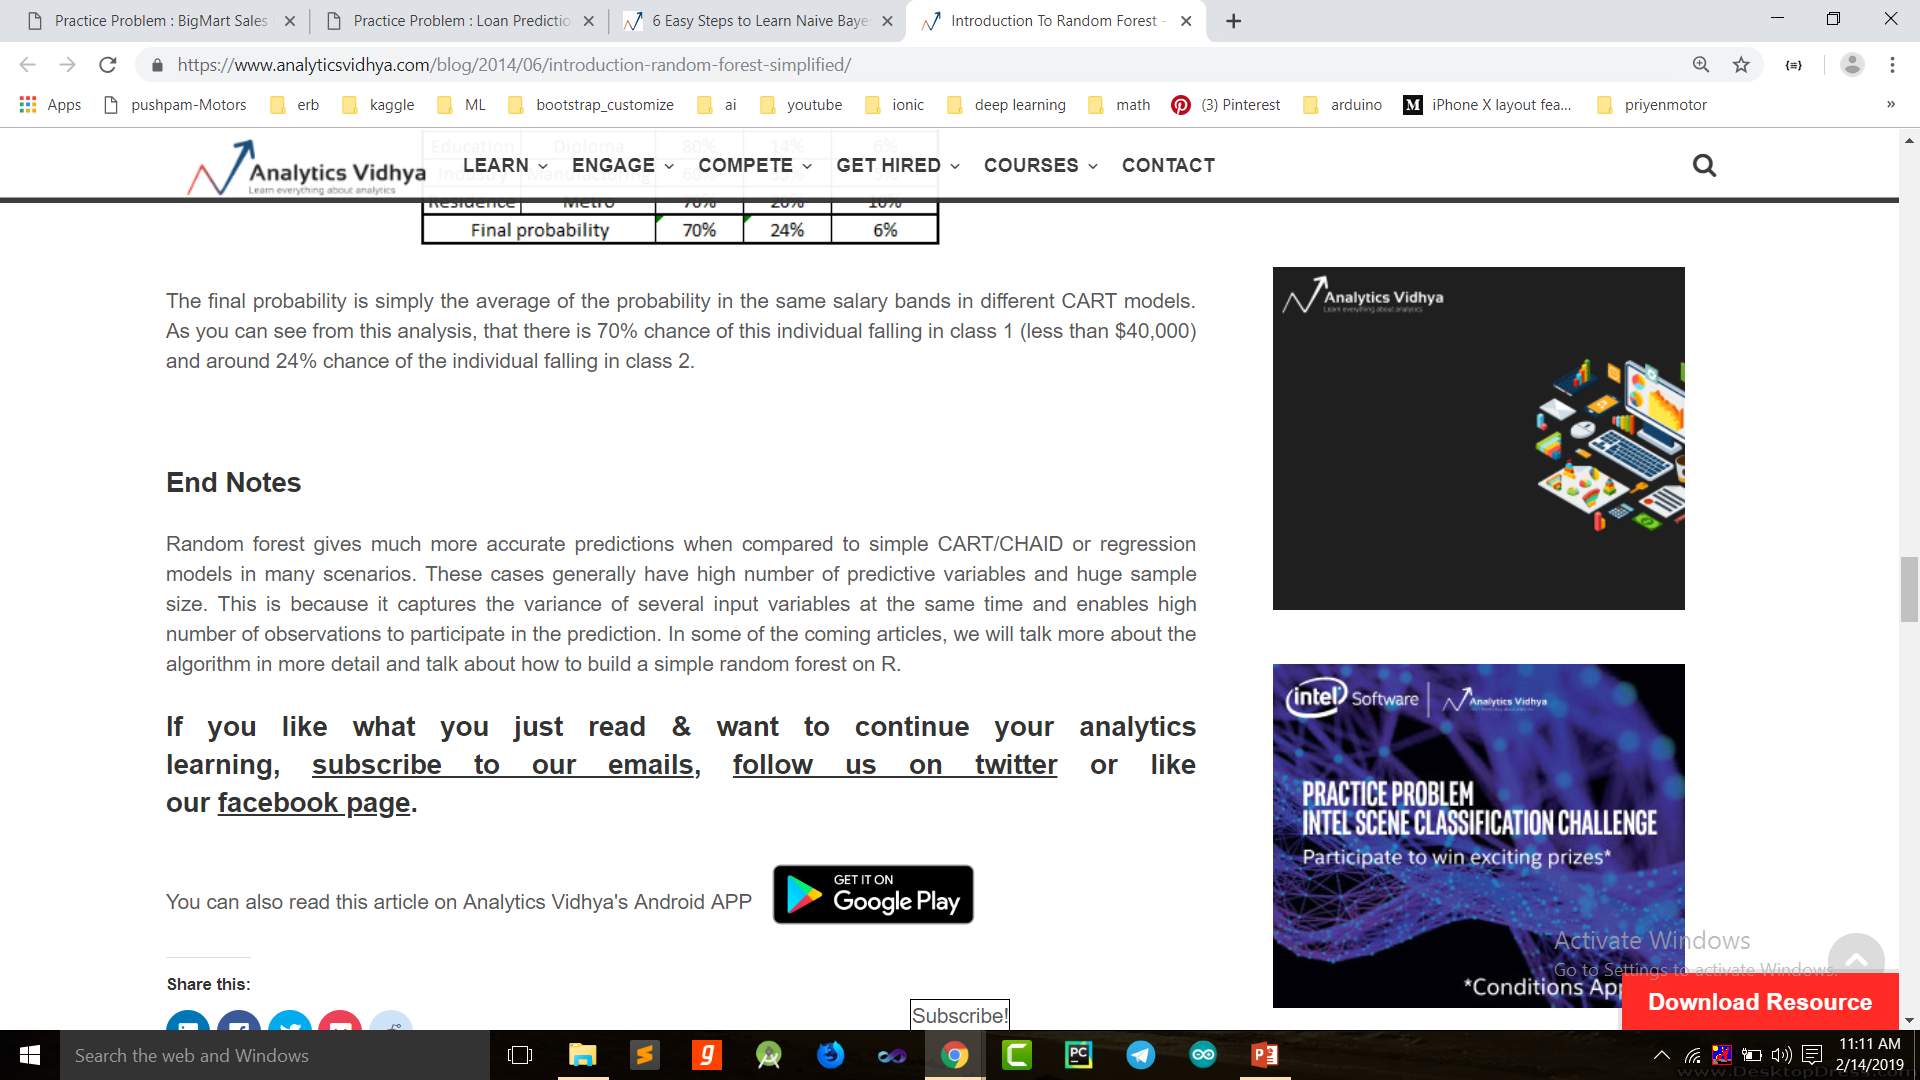 Practice Problem : BigMart Sales
Practice Problem : Loan Predictio
6 Easy Steps to Learn Naive Baye
Introduction To Random Forest -
https://www.analyticsvidhya.com/blog/2014/06/introduction-random-forest-simplified/
Apps pushpam-Motors erb kaggle ML bootstrap_customize ai youtube ionic deep learning math (3) Pinterest arduino M iPhone X layout fea... priyenmotor »
Education Diploma 80% 14% 6%
Analytics Vidhya
Learn everything about analytics
LEARN ENGAGE COMPETE GET HIRED COURSES CONTACT
Residence Metro 70% 20% 10%
Final probability 70% 24% 6%
The final probability is simply the average of the probability in the same salary bands in different CART models.
As you can see from this analysis, that there is 70% chance of this individual falling in class 1 (less than $40,000)
and around 24% chance of the individual falling in class 2.
End Notes
Random forest gives much more accurate predictions when compared to simple CART/CHAID or regression
models in many scenarios. These cases generally have high number of predictive variables and huge sample
size. This is because it captures the variance of several input variables at the same time and enables high
number of observations to participate in the prediction. In some of the coming articles, we will talk more about the
algorithm in more detail and talk about how to build a simple random forest on R.
If you like what you just read & want to continue your analytics
learning, subscribe to our emails, follow us on twitter or like
our facebook page.
You can also read this article on Analytics Vidhya's Android APP
GET IT ON
Google Play
Share this:
Subscribe!
Analytics Vidhya
Learn everything about analytics
intel Software
Analytics Vidhya
PRACTICE PROBLEM
INTEL SCENE CLASSIFICATION CHALLENGE
Participate to win exciting prizes*
*Conditions App
Activate Windows
Go to Settings to activate Windows.
Download Resource
Search the web and Windows
11:11 AM
2/14/2019